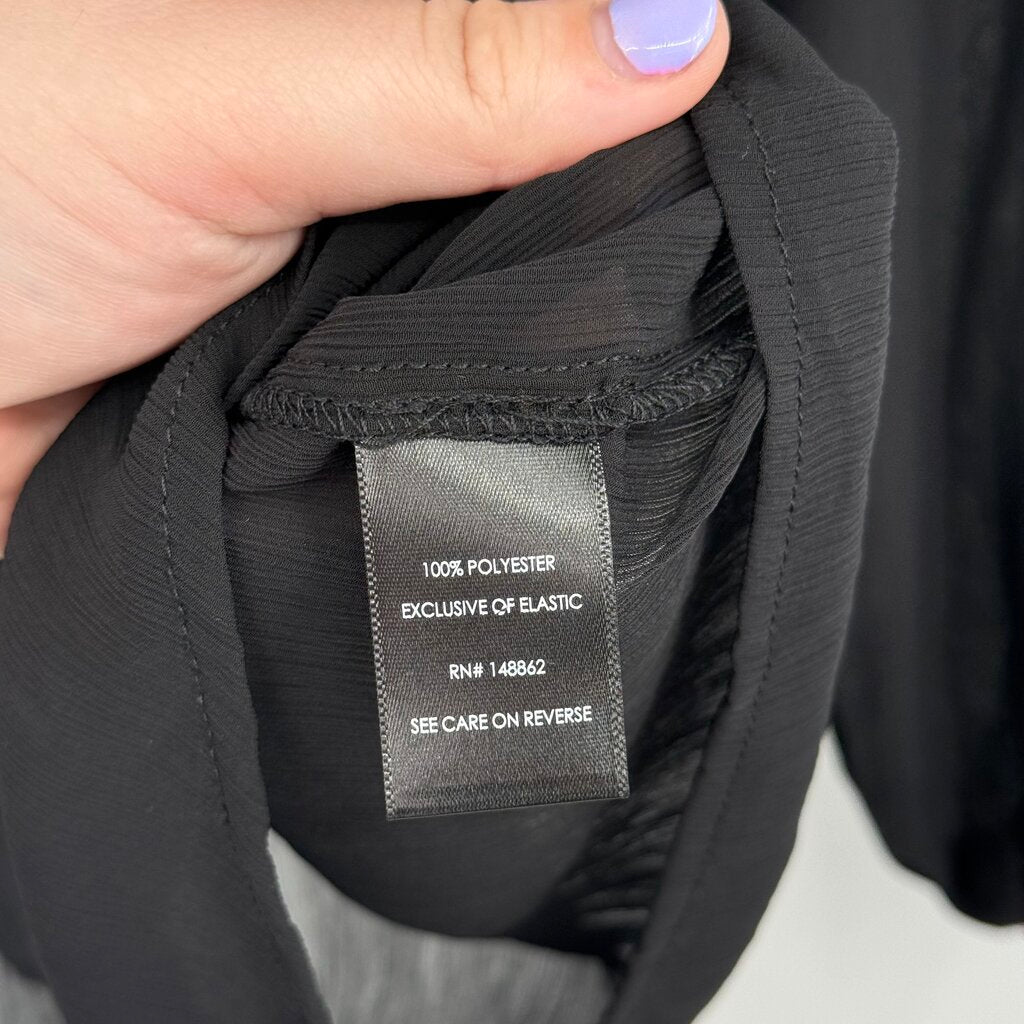 100% POLYESTER
EXCLUSIVE OF ELASTIC
RN# 148862
SEE CARE ON REVERSE